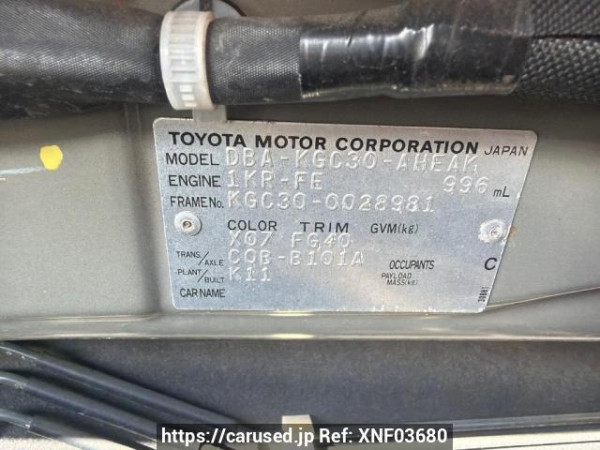 TOYOTA MOTOR CORPORATION JAPAN
MODEL DBA-KGC30-AHEAK
ENGINE 1KR-FE 996 mL
FRAME No. KGC30-0028981
COLOR TRIM GVM(kg)
X07 FG40
TRANS/AXLE C0B-B101A OCCUPANTS C
PLANT/BUILT K11 PAYLOAD MASS(kg)
CAR NAME
https://carused.jp Ref: XNF03680